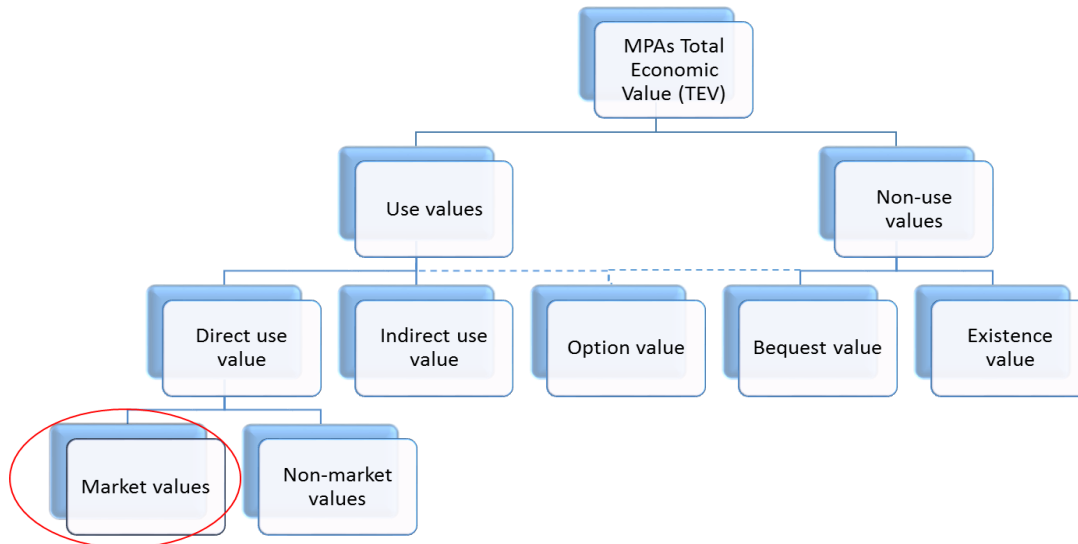 MPAs Total
Economic
Value (TEV)
Use values
Non-use
values
Direct use
value
Indirect use
value
Option value
Bequest value
Existence
value
Market values
Non-market
values